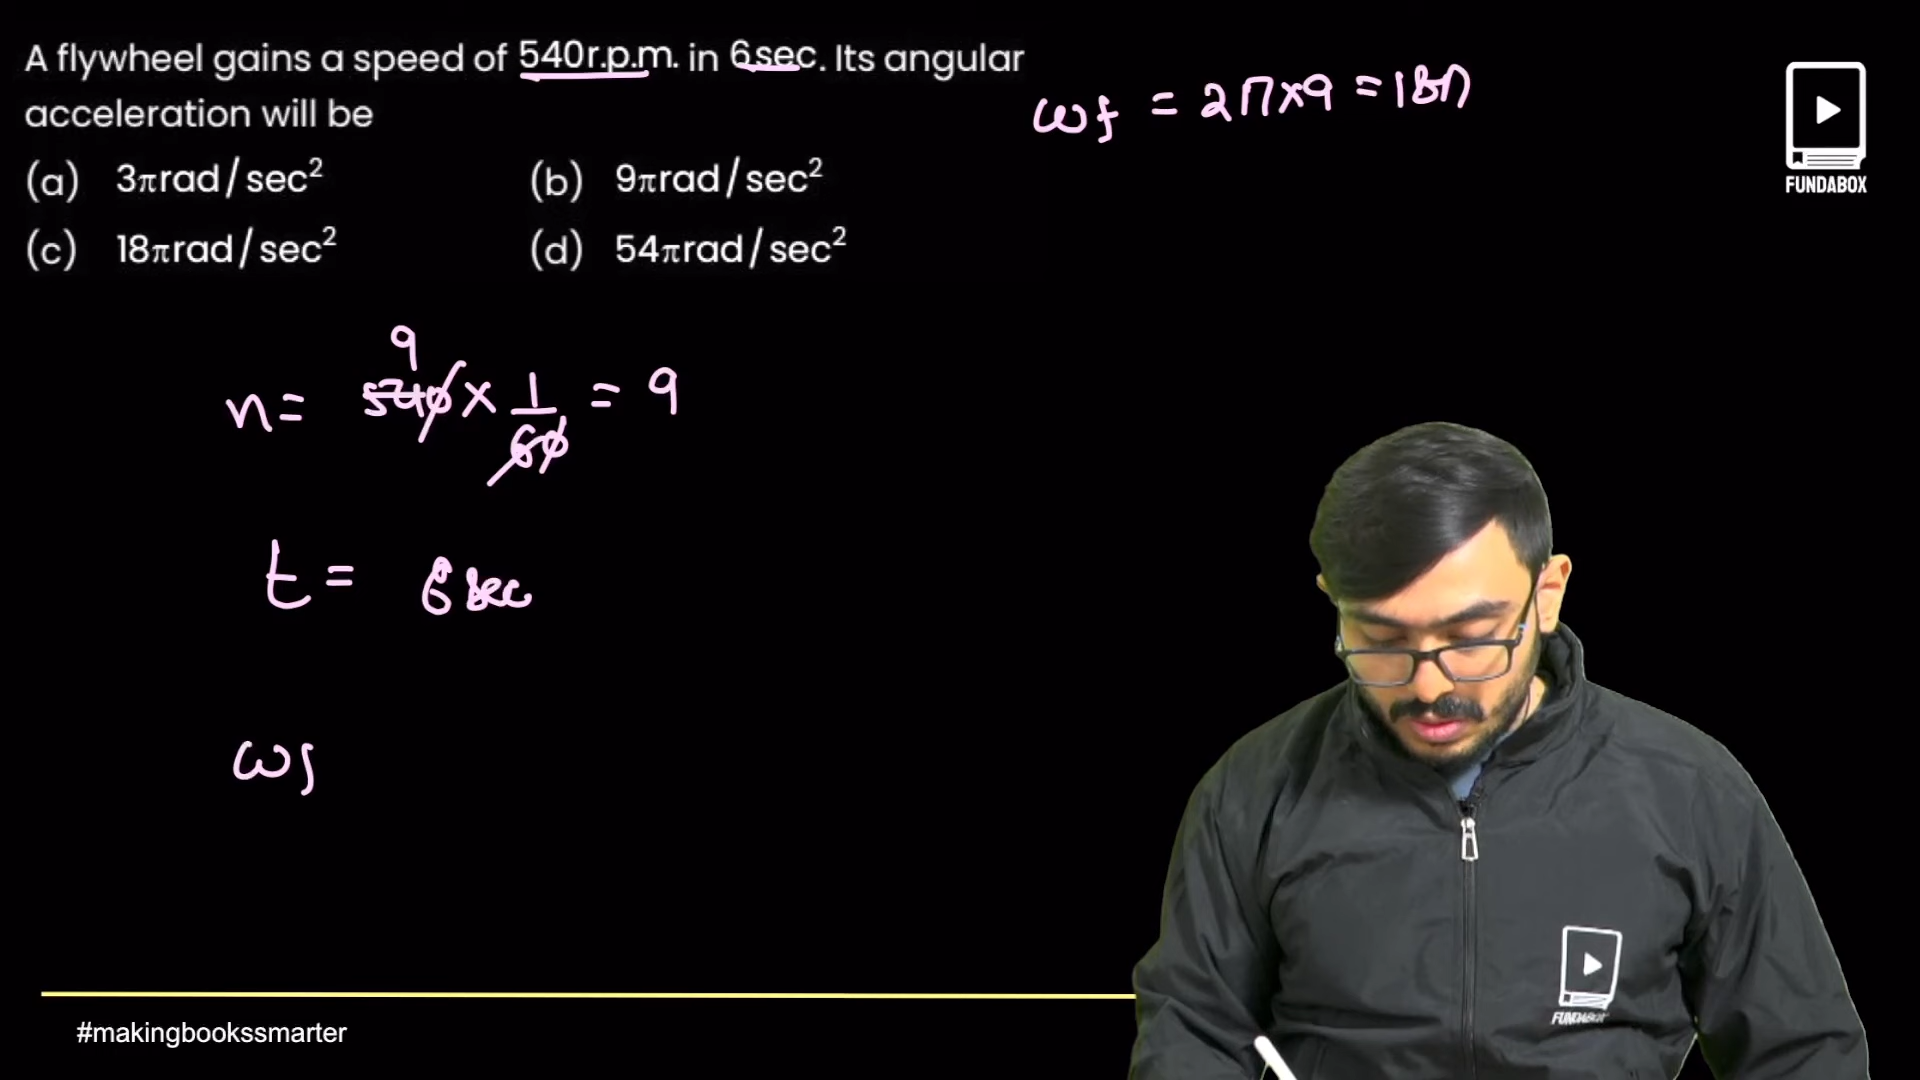 A flywheel gains a speed of 540r.p.m. in 6sec. Its angular
acceleration will be
(a) 3πrad/sec² (b) 9πrad/sec²
(c) 18πrad/sec² (d) 54πrad/sec²
ωf = 2π×9 = 18π
FUNDABOX
9
n = 540 × 1/60 = 9
t = 6 sec
ωf
FUNDABOX
#makingbookssmarter